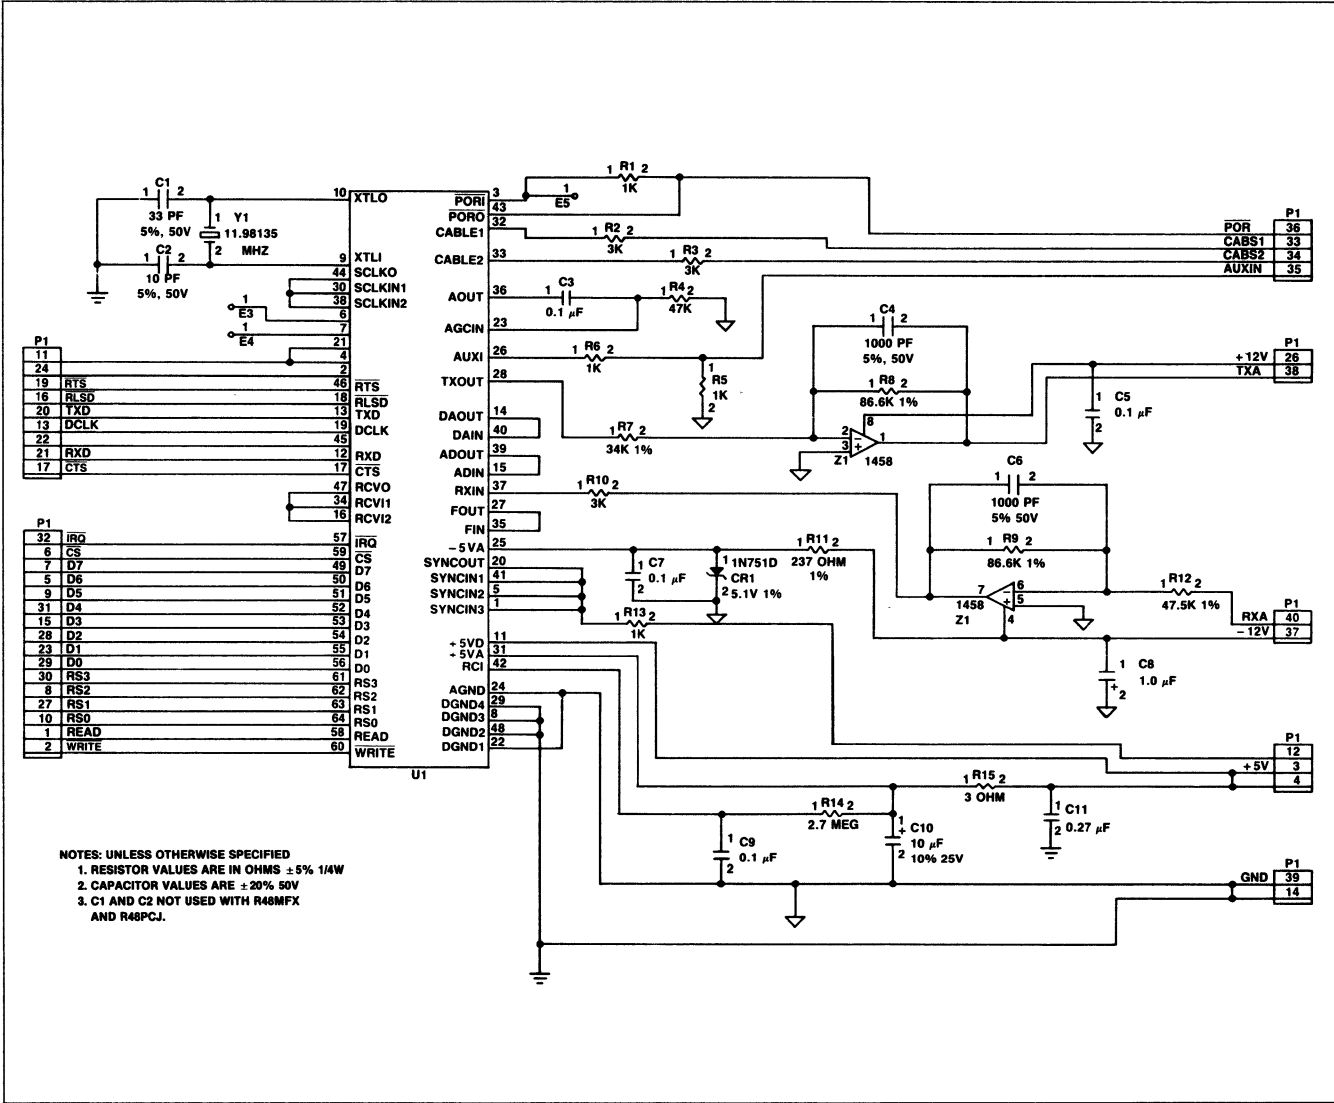 C1
1 2
33 PF
5%, 50V
1
Y1
11.98135
MHZ
2
C2
1 2
10 PF
5%, 50V
1
E3
1
E4
10 XTLO
9 XTLI
44 SCLKO
30 SCLKIN1
38 SCLKIN2
6
7
21
4
2
46 RTS
18 RLSD
13 TXD
19 DCLK
45
12 RXD
17 CTS
47 RCVO
34 RCVI1
16 RCVI2
57 IRQ
59 CS
49 D7
50 D6
51 D5
52 D4
53 D3
54 D2
55 D1
56 D0
61 RS3
62 RS2
63 RS1
64 RS0
58 READ
60 WRITE
U1
P1
11
24
19 RTS
16 RLSD
20 TXD
13 DCLK
22
21 RXD
17 CTS
P1
32 IRQ
6 CS
7 D7
5 D6
9 D5
31 D4
15 D3
28 D2
23 D1
29 D0
30 RS3
8 RS2
27 RS1
10 RS0
1 READ
2 WRITE
PORI 3
PORO 43
CABLE1 32
CABLE2 33
AOUT 36
AGCIN 23
AUXI 26
TXOUT 28
DAOUT 14
DAIN 40
ADOUT 39
ADIN 15
RXIN 37
FOUT 27
FIN 35
-5VA 25
SYNCOUT 20
SYNCIN1 41
SYNCIN2 5
SYNCIN3 1
+5VD 11
+5VA 31
RCI 42
AGND 24
DGND4 29
DGND3 8
DGND2 48
DGND1 22
1 R1 2
1K
1
E5
1 R2 2
3K
1 R3 2
3K
C3
1 2
0.1 µF
1 R4 2
47K
1 R6 2
1K
1
R5
1K
2
1 R7 2
34K 1%
C4
1 2
1000 PF
5%, 50V
1 R8 2
86.6K 1%
8
2
3
1
Z1 1458
1
C5
0.1 µF
2
1 R10 2
3K
C6
1 2
1000 PF
5% 50V
1 R9 2
86.6K 1%
7
6
5
4
1458
Z1
1 R12 2
47.5K 1%
1 R11 2
237 OHM
1%
1
C7
0.1 µF
2
1 1N751D
CR1
2 5.1V 1%
1 R13 2
1K
1 C8
1.0 µF
+
2
1 R15 2
3 OHM
1 R14 2
2.7 MEG
1
C9
0.1 µF
2
1
+ C10
10 µF
2 10% 25V
1
C11
2 0.27 µF
P1
POR 36
CABS1 33
CABS2 34
AUXIN 35
P1
+12V 26
TXA 38
P1
RXA 40
-12V 37
P1
12
+5V 3
4
P1
GND 39
14
NOTES: UNLESS OTHERWISE SPECIFIED
1. RESISTOR VALUES ARE IN OHMS ±5% 1/4W
2. CAPACITOR VALUES ARE ±20% 50V
3. C1 AND C2 NOT USED WITH R48MFX
AND R48PCJ.